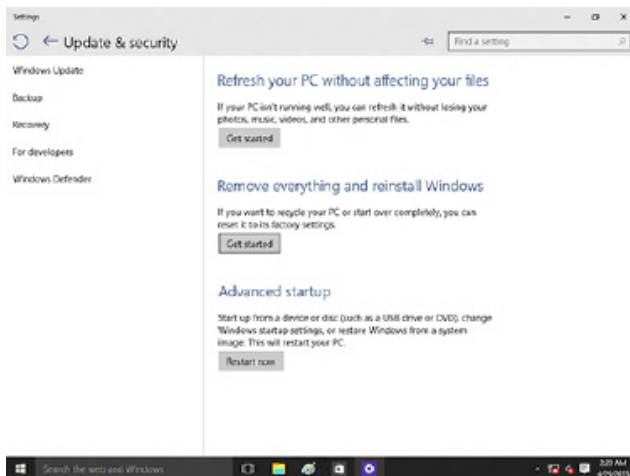 Settings
Update & security
Find a setting
Windows Update
Backup
Recovery
For developers
Windows Defender
Refresh your PC without affecting your files
If your PC isn't running well, you can refresh it without losing your
photos, music, videos, and other personal files.
Get started
Remove everything and reinstall Windows
If you want to recycle your PC or start over completely, you can
reset it to its factory settings.
Get started
Advanced startup
Start up from a device or disc (such as a USB drive or DVD), change
Windows startup settings, or restore Windows from a system
image. This will restart your PC.
Restart now
Search the web and Windows
3:20 AM